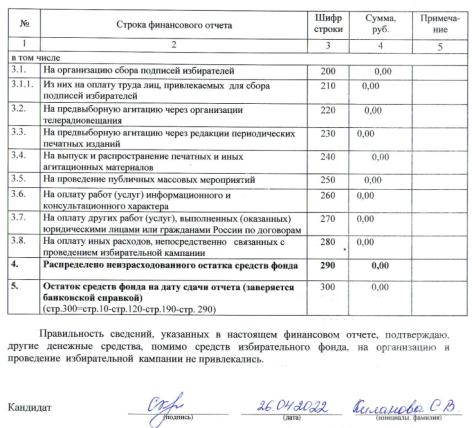 № Строка финансового отчета Шифр строки Сумма, руб. Примеча-ние
1 2 3 4 5
в том числе
3.1. На организацию сбора подписей избирателей 200 0,00
3.1.1. Из них на оплату труда лиц, привлекаемых для сбора 210 0,00
подписей избирателей
3.2. На предвыборную агитацию через организации 220 0,00
телерадиовещания
3.3. На предвыборную агитацию через редакции периодических 230 0,00
печатных изданий
3.4. На выпуск и распространение печатных и иных 240 0,00
агитационных материалов
3.5. На проведение публичных массовых мероприятий 250 0,00
3.6. На оплату работ (услуг) информационного и 260 0,00
консультационного характера
3.7. На оплату других работ (услуг), выполненных (оказанных) 270 0,00
юридическими лицами или гражданами России по договорам
3.8. На оплату иных расходов, непосредственно связанных с 280 0,00
проведением избирательной кампании
4. Распределено неизрасходованного остатка средств фонда 290 0,00
5. Остаток средств фонда на дату сдачи отчета (заверяется 300 0,00
банковской справкой)
(стр.300=стр.10-стр.120-стр.190-стр. 290)
Правильность сведений, указанных в настоящем финансовом отчете, подтверждаю,
другие денежные средства, помимо средств избирательного фонда, на организацию и
проведение избирательной кампании не привлекались.
Кандидат 26.04.2022 Киланова С В.
(подпись) (дата) (инициалы, фамилия)